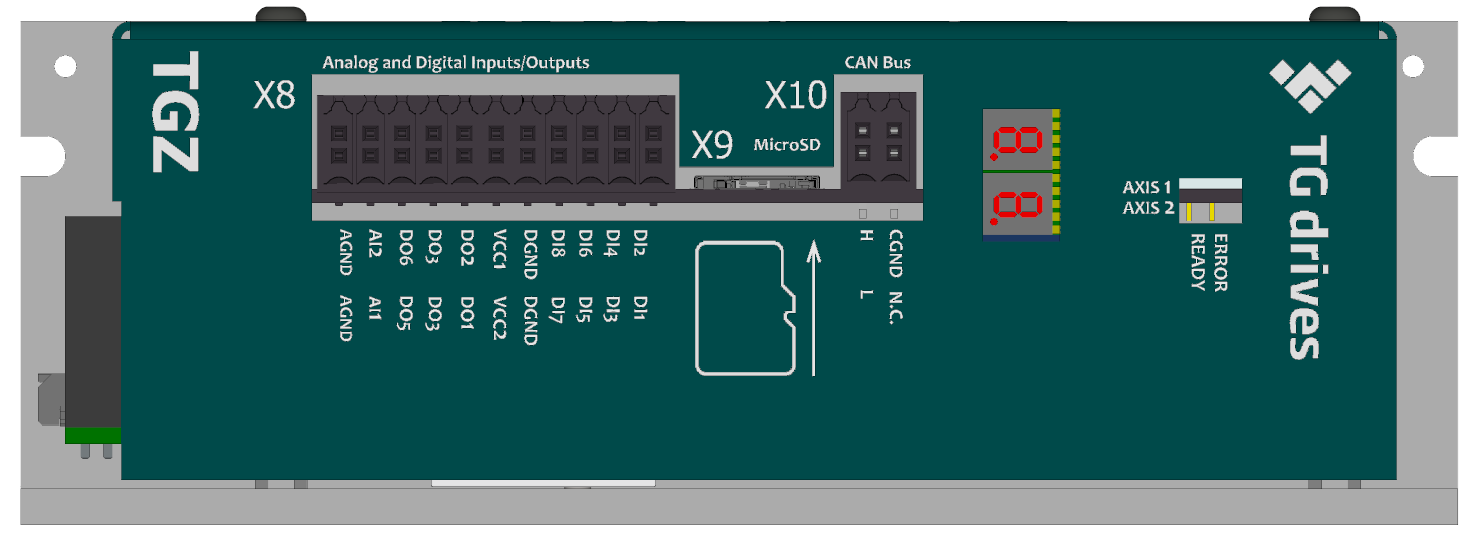 Analog and Digital Inputs/Outputs
CAN Bus
TGZ
X8
X10
X9
MicroSD
8.
8.
AXIS 1
AXIS 2
READY
ERROR
TG drives
AGND AI2 DO6 DO3 DO2 VCC1 DGND DI8 DI6 DI4 DI2
AGND AI1 DO5 DO3 DO1 VCC2 DGND DI7 DI5 DI3 DI1
H CGND
L N.C.